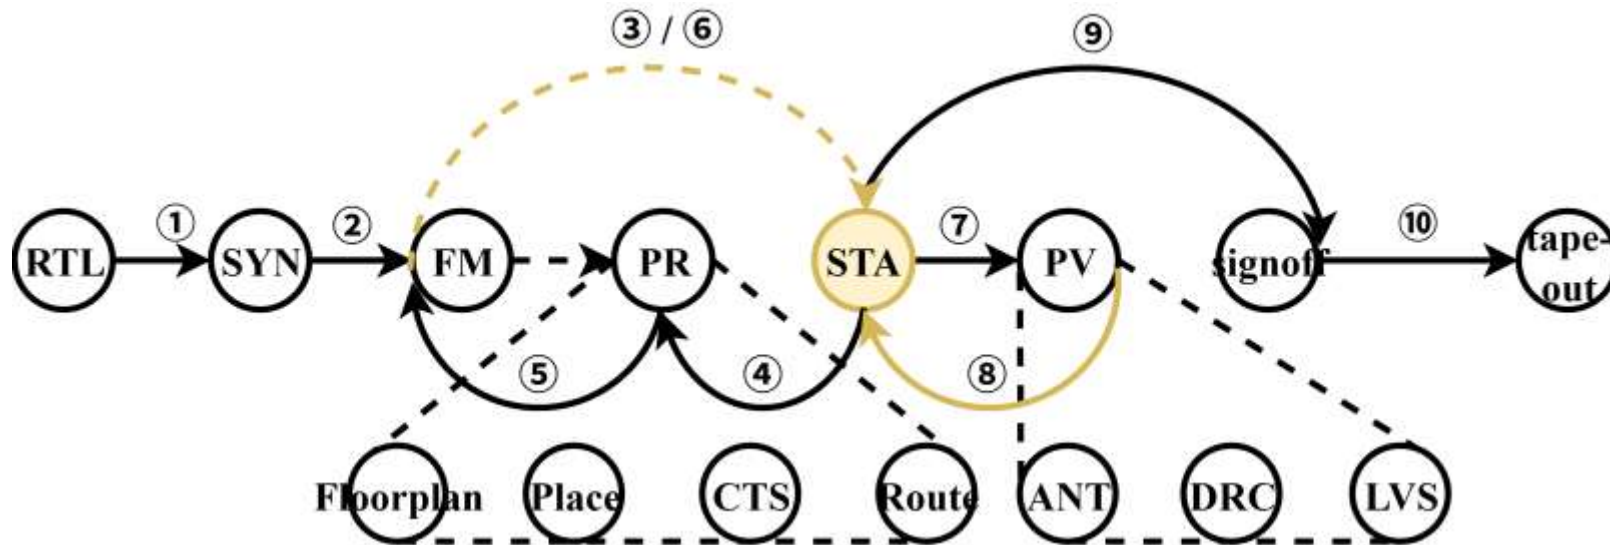 ③ / ⑥
⑨
①
②
⑦
⑩
RTL
SYN
FM
PR
STA
PV
signoff
tape-
out
⑤
④
⑧
Floorplan
Place
CTS
Route
ANT
DRC
LVS